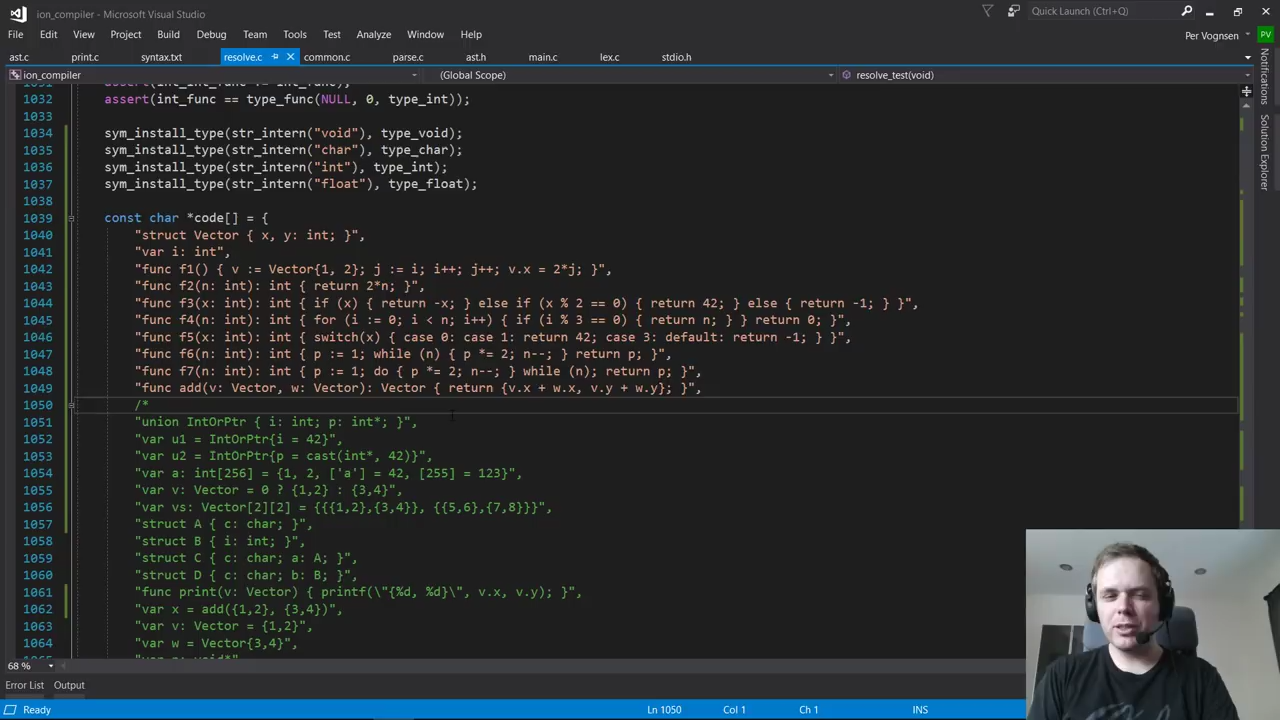 ion_compiler - Microsoft Visual Studio
Quick Launch (Ctrl+Q)
File Edit View Project Build Debug Team Tools Test Analyze Window Help
Per Vognsen PV
ast.c print.c syntax.txt resolve.c common.c parse.c ast.h main.c lex.c stdio.h
ion_compiler (Global Scope) resolve_test(void)
Notifications
Solution Explorer
1032 assert(int_func == type_func(NULL, 0, type_int));
1033
1034 sym_install_type(str_intern("void"), type_void);
1035 sym_install_type(str_intern("char"), type_char);
1036 sym_install_type(str_intern("int"), type_int);
1037 sym_install_type(str_intern("float"), type_float);
1038
1039 const char *code[] = {
1040 "struct Vector { x, y: int; }",
1041 "var i: int",
1042 "func f1() { v := Vector{1, 2}; j := i; i++; j++; v.x = 2*j; }",
1043 "func f2(n: int): int { return 2*n; }",
1044 "func f3(x: int): int { if (x) { return -x; } else if (x % 2 == 0) { return 42; } else { return -1; } }",
1045 "func f4(n: int): int { for (i := 0; i < n; i++) { if (i % 3 == 0) { return n; } } return 0; }",
1046 "func f5(x: int): int { switch(x) { case 0: case 1: return 42; case 3: default: return -1; } }",
1047 "func f6(n: int): int { p := 1; while (n) { p *= 2; n--; } return p; }",
1048 "func f7(n: int): int { p := 1; do { p *= 2; n--; } while (n); return p; }",
1049 "func add(v: Vector, w: Vector): Vector { return {v.x + w.x, v.y + w.y}; }",
1050 /*
1051 "union IntOrPtr { i: int; p: int*; }",
1052 "var u1 = IntOrPtr{i = 42}",
1053 "var u2 = IntOrPtr{p = cast(int*, 42)}",
1054 "var a: int[256] = {1, 2, ['a'] = 42, [255] = 123}",
1055 "var v: Vector = 0 ? {1,2} : {3,4}",
1056 "var vs: Vector[2][2] = {{{1,2},{3,4}}, {{5,6},{7,8}}}",
1057 "struct A { c: char; }",
1058 "struct B { i: int; }",
1059 "struct C { c: char; a: A; }",
1060 "struct D { c: char; b: B; }",
1061 "func print(v: Vector) { printf(\"{%d, %d}\", v.x, v.y); }",
1062 "var x = add({1,2}, {3,4})",
1063 "var v: Vector = {1,2}",
1064 "var w = Vector{3,4}",
68 %
Error List Output
Ready Ln 1050 Col 1 Ch 1 INS